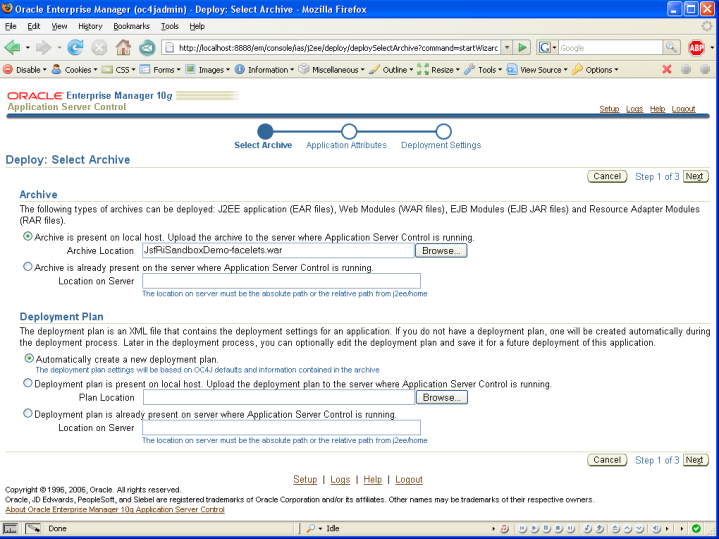 Oracle Enterprise Manager (oc4jadmin) - Deploy: Select Archive - Mozilla Firefox
File Edit View History Bookmarks Tools Help
http://localhost:8888/em/console/ias/j2ee/deploy/deploySelectArchive?command=startWizarc
G Google
ABP
Disable Cookies CSS Forms Images Information Miscellaneous Outline Resize Tools View Source Options
ORACLE Enterprise Manager 10g
Application Server Control
Setup Logs Help Logout
Select Archive Application Attributes Deployment Settings
Deploy: Select Archive
Cancel Step 1 of 3 Next
Archive
The following types of archives can be deployed: J2EE application (EAR files), Web Modules (WAR files), EJB Modules (EJB JAR files) and Resource Adapter Modules
(RAR files).
Archive is present on local host. Upload the archive to the server where Application Server Control is running.
Archive Location JsfRiSandboxDemo-facelets.war Browse...
Archive is already present on the server where Application Server Control is running.
Location on Server
The location on server must be the absolute path or the relative path from j2ee/home
Deployment Plan
The deployment plan is an XML file that contains the deployment settings for an application. If you do not have a deployment plan, one will be created automatically during
the deployment process. Later in the deployment process, you can optionally edit the deployment plan and save it for a future deployment of this application.
Automatically create a new deployment plan.
The deployment plan settings will be based on OC4J defaults and information contained in the archive
Deployment plan is present on local host. Upload the deployment plan to the server where Application Server Control is running.
Plan Location Browse...
Deployment plan is already present on server where Application Server Control is running.
Location on Server
The location on server must be the absolute path or the relative path from j2ee/home
Cancel Step 1 of 3 Next
Setup | Logs | Help | Logout
Copyright © 1996, 2006, Oracle. All rights reserved.
Oracle, JD Edwards, PeopleSoft, and Siebel are registered trademarks of Oracle Corporation and/or its affiliates. Other names may be trademarks of their respective owners.
About Oracle Enterprise Manager 10g Application Server Control
Done Idle